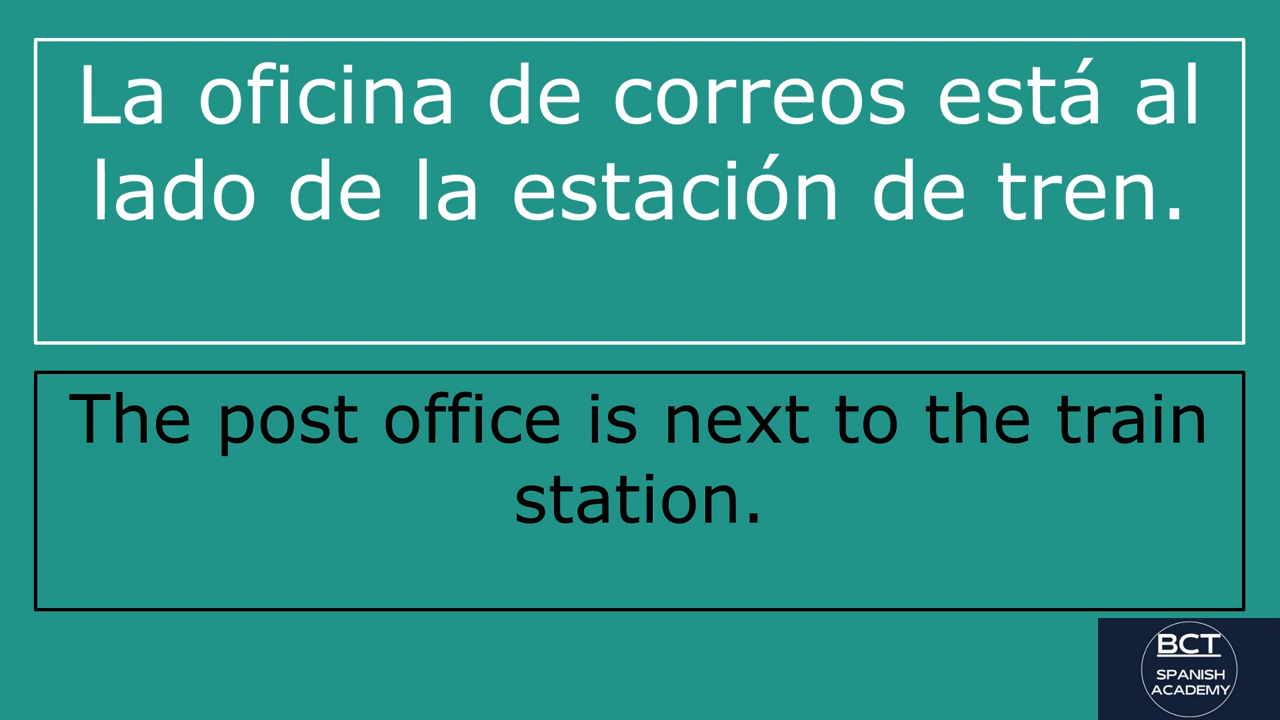 La oficina de correos está al
lado de la estación de tren.
The post office is next to the train
station.
BCT
SPANISH
ACADEMY